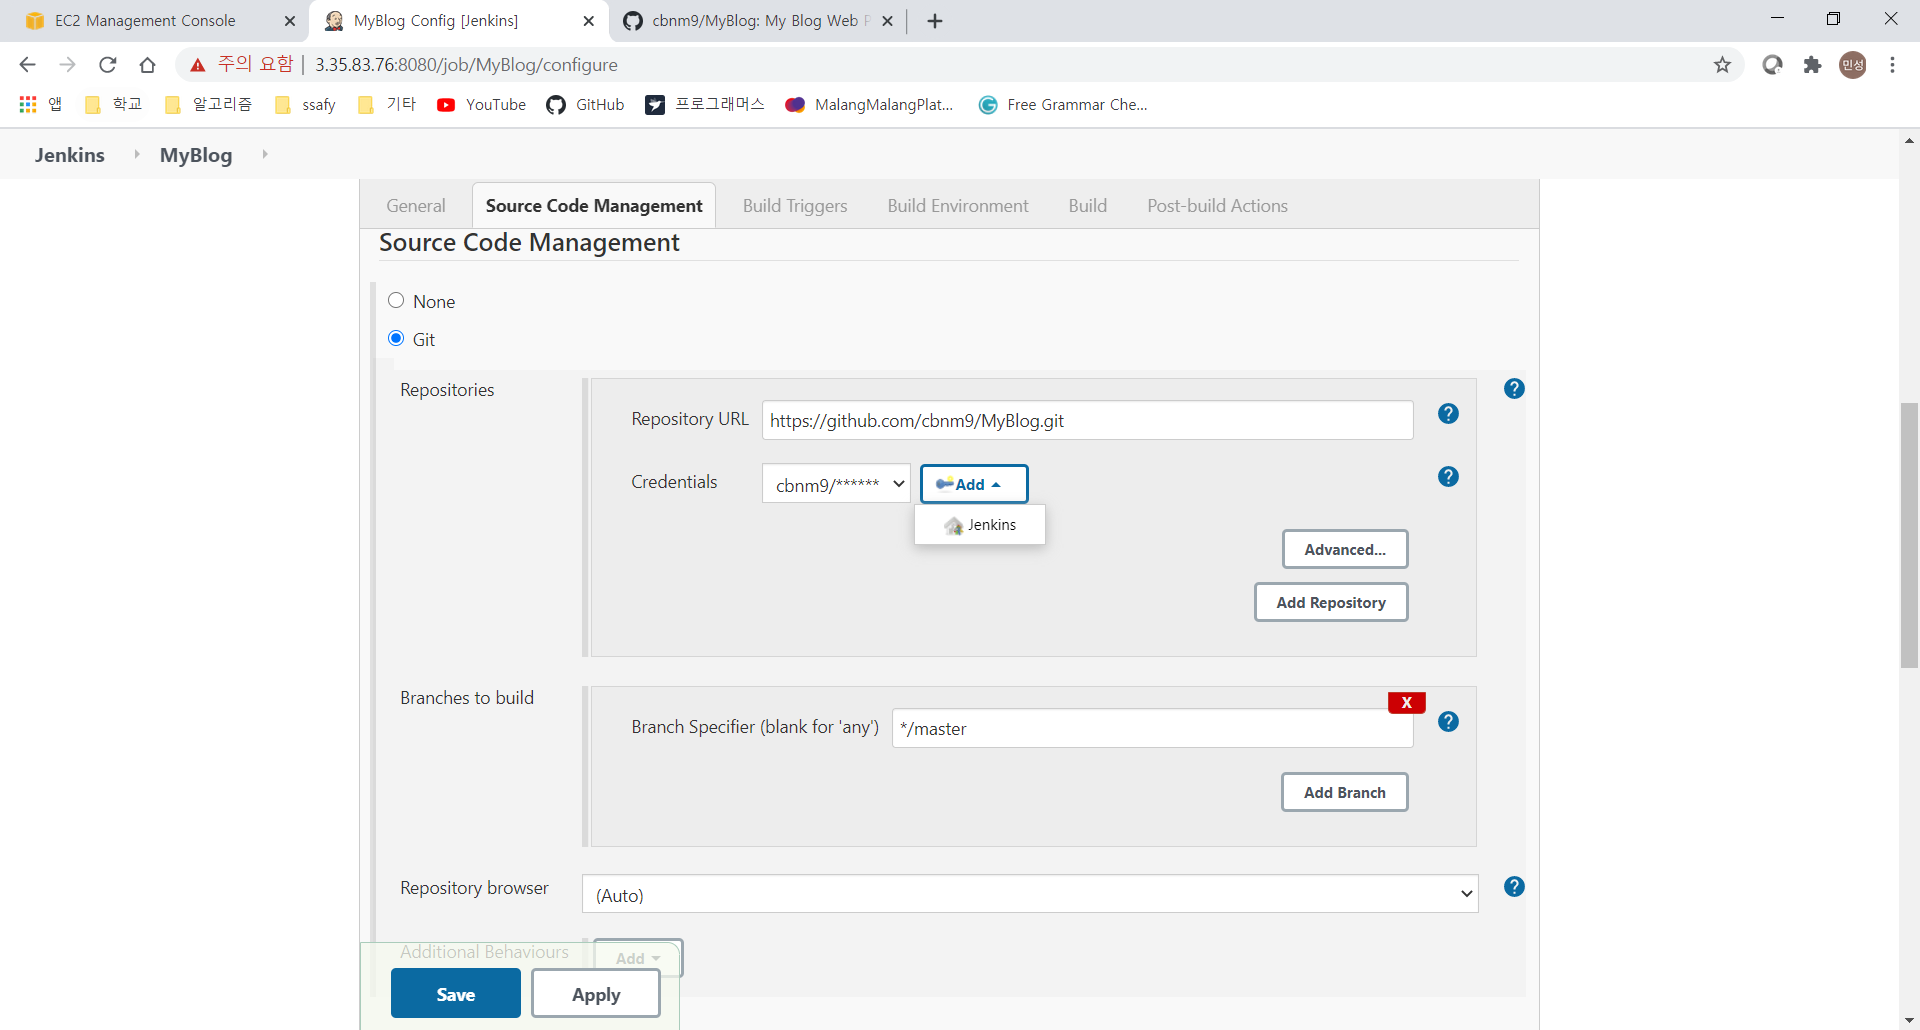 EC2 Management Console
MyBlog Config [Jenkins]
cbnm9/MyBlog: My Blog Web
주의 요함 3.35.83.76:8080/job/MyBlog/configure
민성
앱 학교 알고리즘 ssafy 기타 YouTube GitHub 프로그래머스 MalangMalangPlat... Free Grammar Che...
Jenkins MyBlog
General Source Code Management Build Triggers Build Environment Build Post-build Actions
Source Code Management
None
Git
Repositories
?
Repository URL https://github.com/cbnm9/MyBlog.git ?
Credentials cbnm9/****** Add ?
Jenkins
Advanced...
Add Repository
Branches to build
X
Branch Specifier (blank for 'any') */master ?
Add Branch
Repository browser (Auto) ?
Additional Behaviours Add
Save Apply